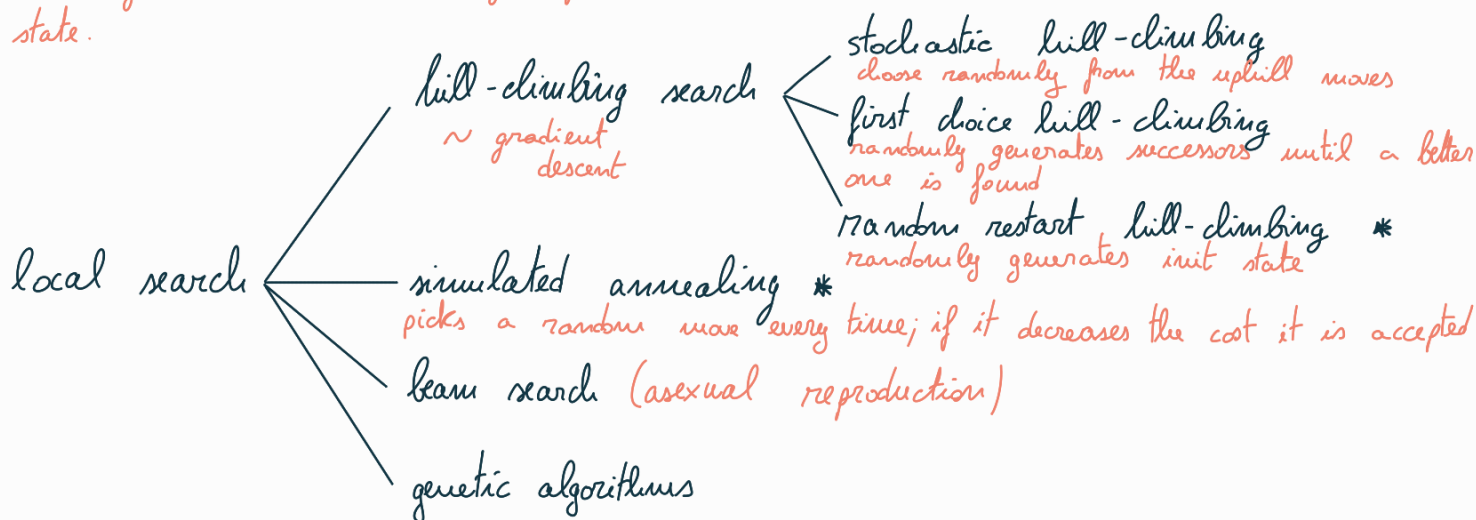 state.
stochastic hill-climbing
choose randomly from the uphill moves
hill-climbing search
~ gradient
descent
first choice hill-climbing
randomly generates successors until a better
one is found
random restart hill-climbing *
randomly generates init state
local search
simulated annealing *
picks a random move every time; if it decreases the cost it is accepted
beam search (asexual reproduction)
genetic algorithms